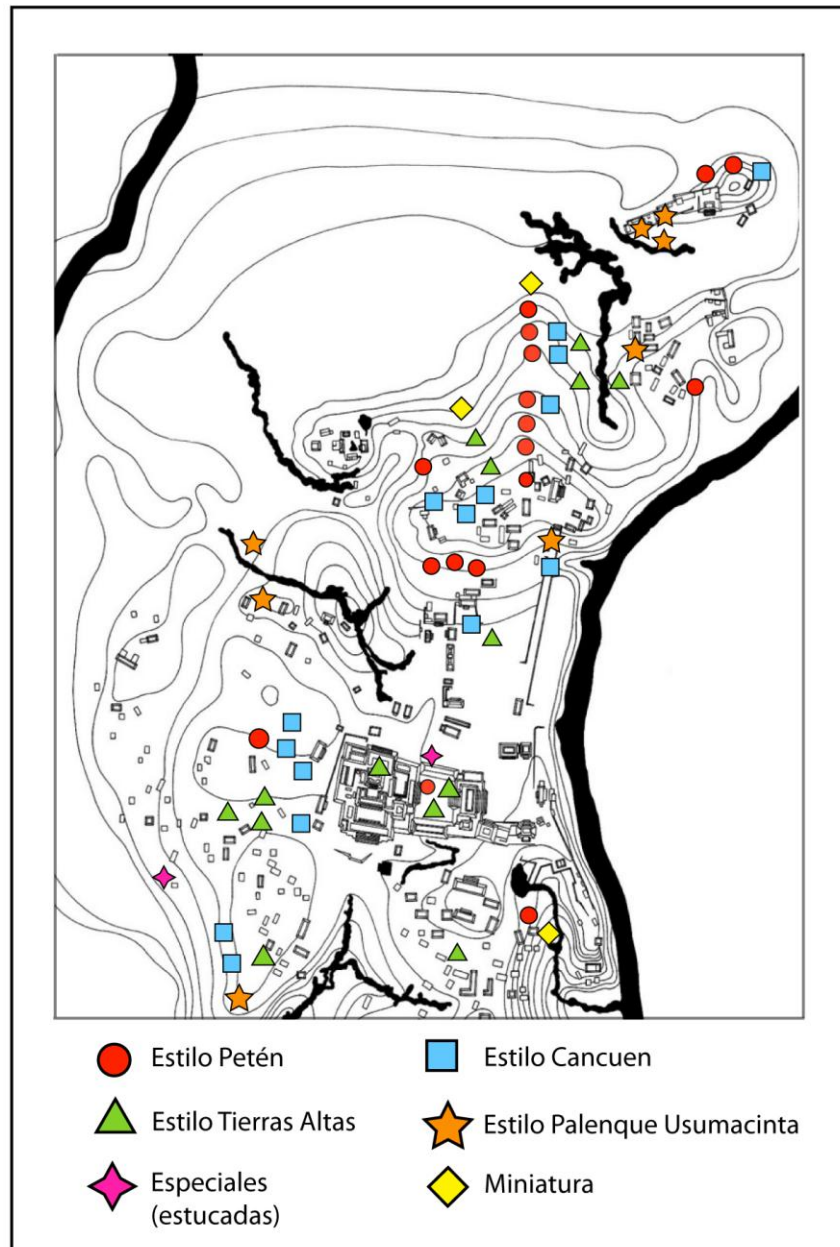 Estilo Petén
Estilo Cancuen
Estilo Tierras Altas
Estilo Palenque Usumacinta
Especiales
(estucadas)
Miniatura